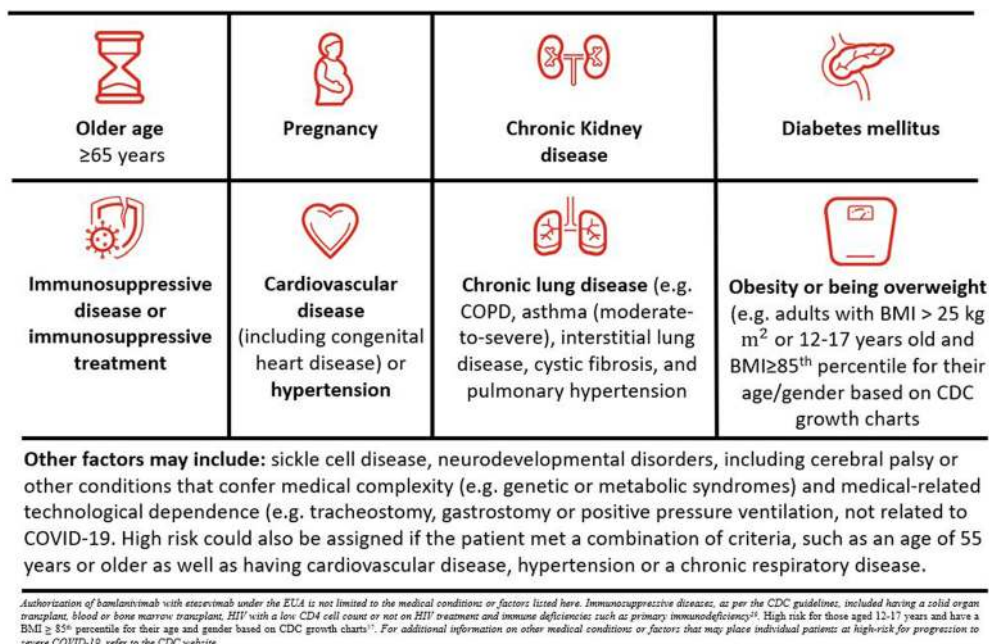 Older age
≥65 years
Pregnancy
Chronic Kidney
disease
Diabetes mellitus
Immunosuppressive
disease or
immunosuppressive
treatment
Cardiovascular
disease
(including congenital
heart disease) or
hypertension
Chronic lung disease (e.g.
COPD, asthma (moderate-
to-severe), interstitial lung
disease, cystic fibrosis, and
pulmonary hypertension
Obesity or being overweight
(e.g. adults with BMI > 25 kg
m² or 12-17 years old and
BMI≥85th percentile for their
age/gender based on CDC
growth charts
Other factors may include: sickle cell disease, neurodevelopmental disorders, including cerebral palsy or
other conditions that confer medical complexity (e.g. genetic or metabolic syndromes) and medical-related
technological dependence (e.g. tracheostomy, gastrostomy or positive pressure ventilation, not related to
COVID-19. High risk could also be assigned if the patient met a combination of criteria, such as an age of 55
years or older as well as having cardiovascular disease, hypertension or a chronic respiratory disease.
Authorization of bamlanivimab with etesevimab under the EUA is not limited to the medical conditions or factors listed here. Immunosuppressive diseases, as per the CDC guidelines, included having a solid organ
transplant, blood or bone marrow transplant, HIV with a low CD4 cell count or not on HIV treatment and immune deficiencies such as primary immunodeficiency. High risk for those aged 12-17 years and have a
BMI ≥ 85th percentile for their age and gender based on CDC growth charts. For additional information on other medical conditions or factors that may place individual patients at high-risk for progression to
severe COVID-19, refer to the CDC website